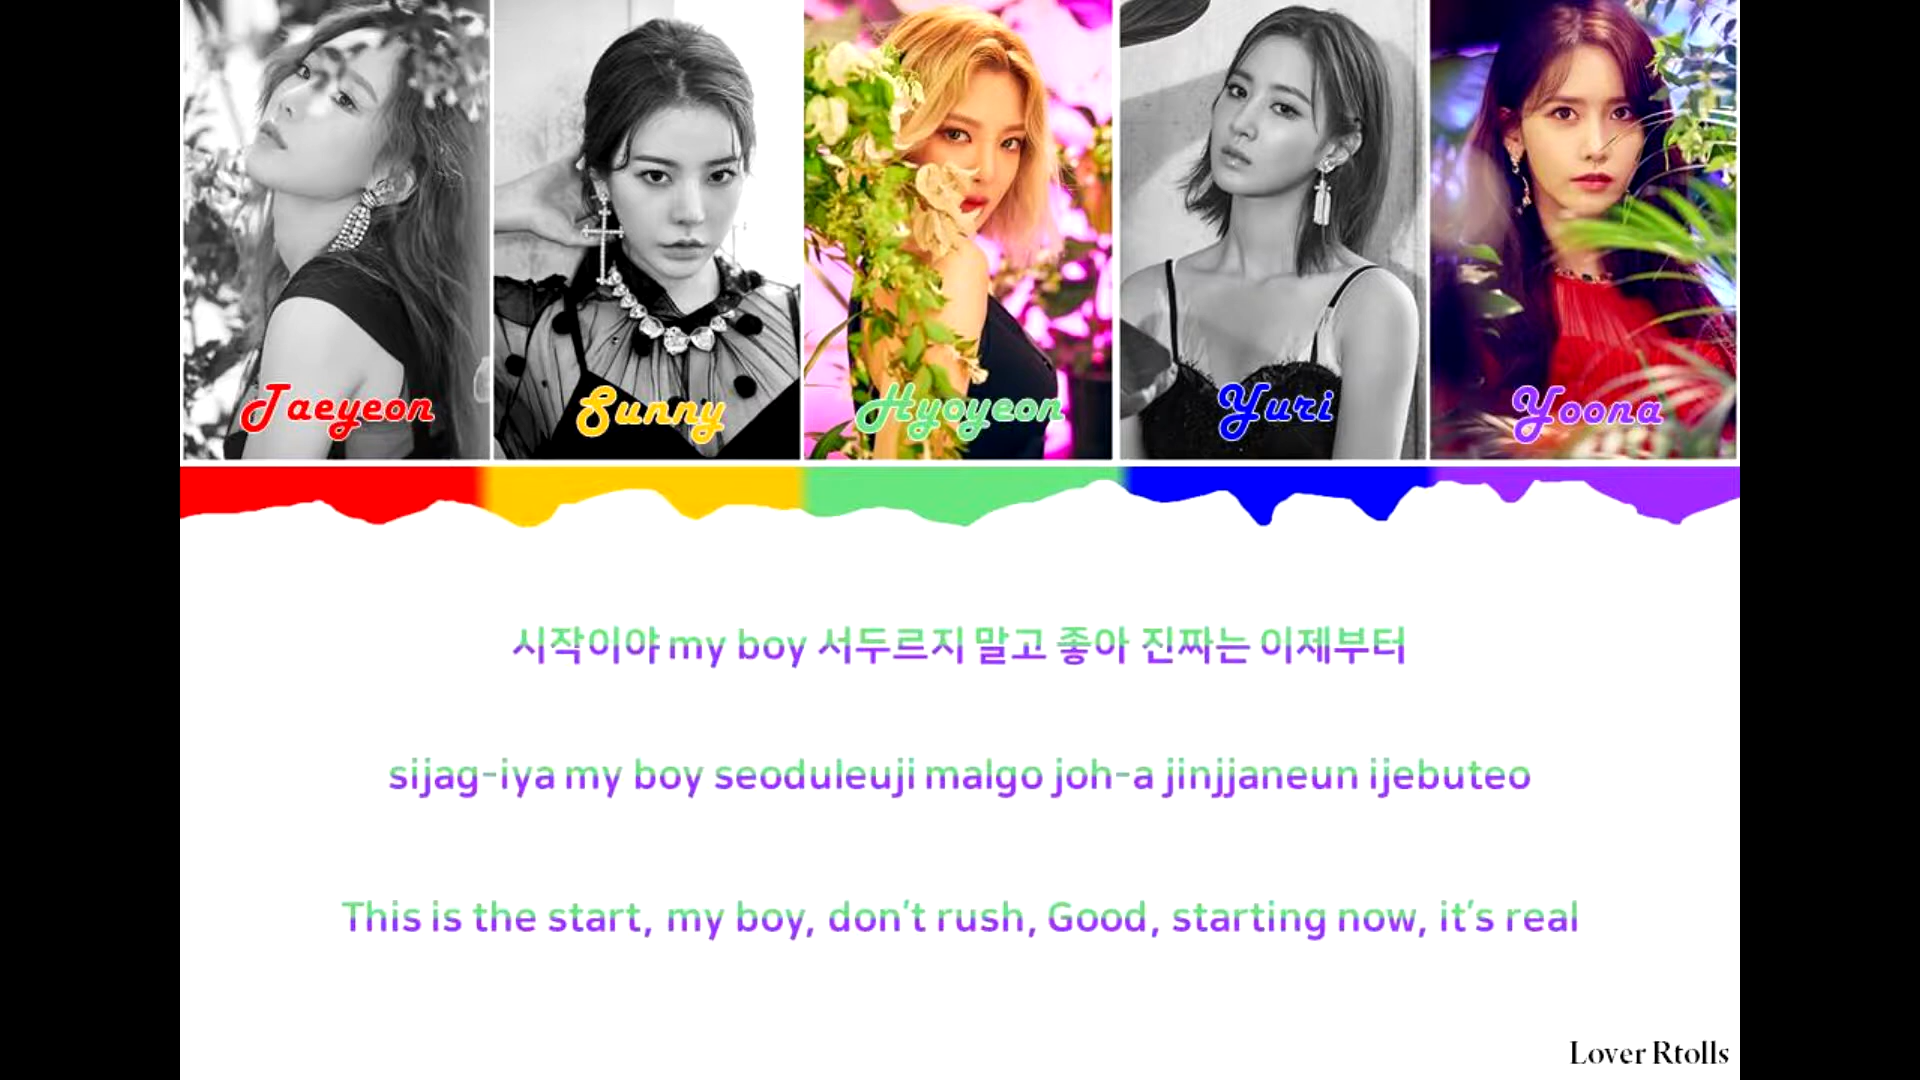 Taeyeon
Sunny
Hyoyeon
Yuri
Yoona
시작이야 my boy 서두르지 말고 좋아 진짜는 이제부터
sijag-iya my boy seoduleuji malgo joh-a jinjjaneun ijebuteo
This is the start, my boy, don't rush, Good, starting now, it's real
Lover Rtolls